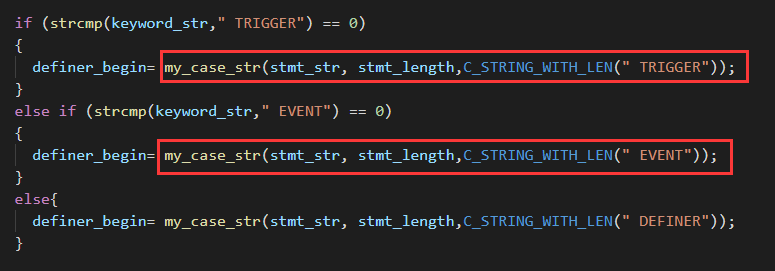 if (strcmp(keyword_str," TRIGGER") == 0)
{
definer_begin= my_case_str(stmt_str, stmt_length,C_STRING_WITH_LEN(" TRIGGER"));
}
else if (strcmp(keyword_str," EVENT") == 0)
{
definer_begin= my_case_str(stmt_str, stmt_length,C_STRING_WITH_LEN(" EVENT"));
}
else{
definer_begin= my_case_str(stmt_str, stmt_length,C_STRING_WITH_LEN(" DEFINER"));
}